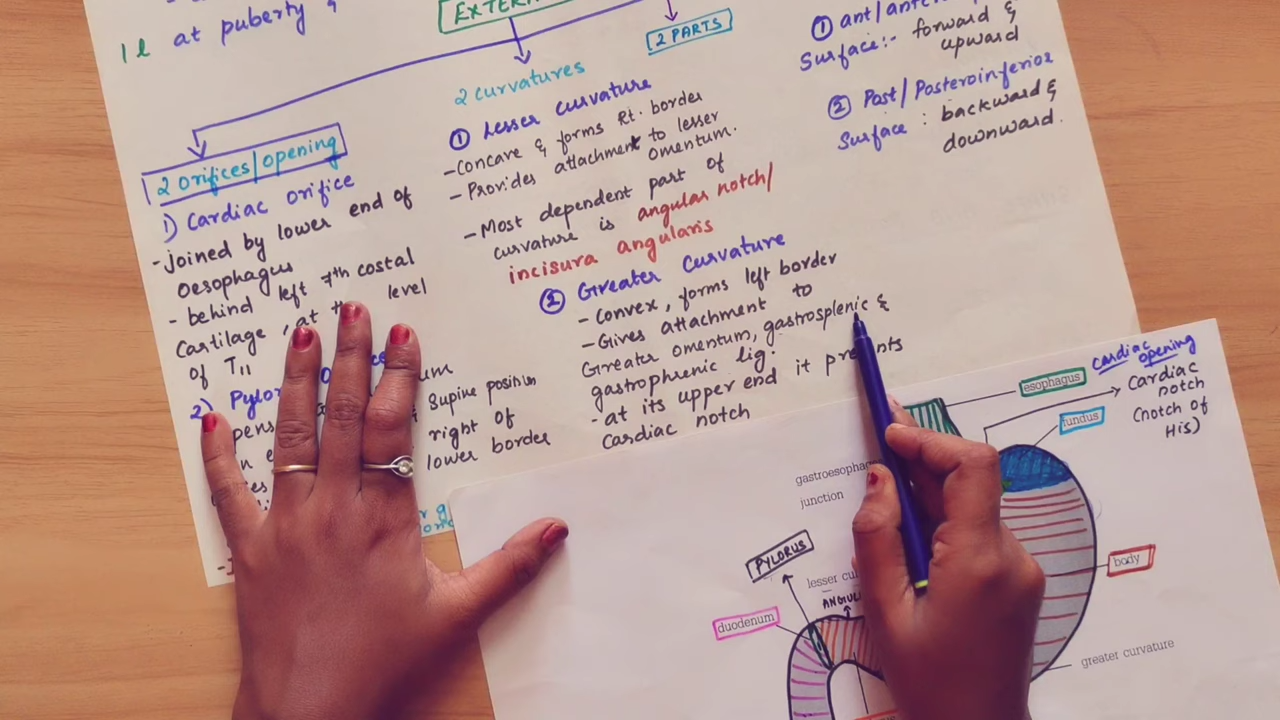 1 l at puberty &
EXTER
2 PARTS
2 Orifices/opening
1) Cardiac orifice
-joined by lower end of
oesophagus
- behind left 7th costal
Cartilage, at level
of T11
2) Pylor
supine position
right of
lower border
2 curvatures
① Lesser curvature
-Concave & forms Rt. border
- Provides attachment to lesser
omentum.
- Most dependent part of
curvature is angular notch/
incisura angularis
② Greater curvature
- Convex, forms left border
- Gives attachment to
Greater omentum, gastrosplenic &
gastrophrenic lig.
- at its upper end it presents
Cardiac notch
① ant/
Surface:- forward &
upward
② Post/Posteroinferior
Surface : backward &
downward.
esophagus
cardiac opening
Cardiac
notch
(notch of
His)
fundus
junction
PYLORUS
lesser
duodenum
body
greater curvature